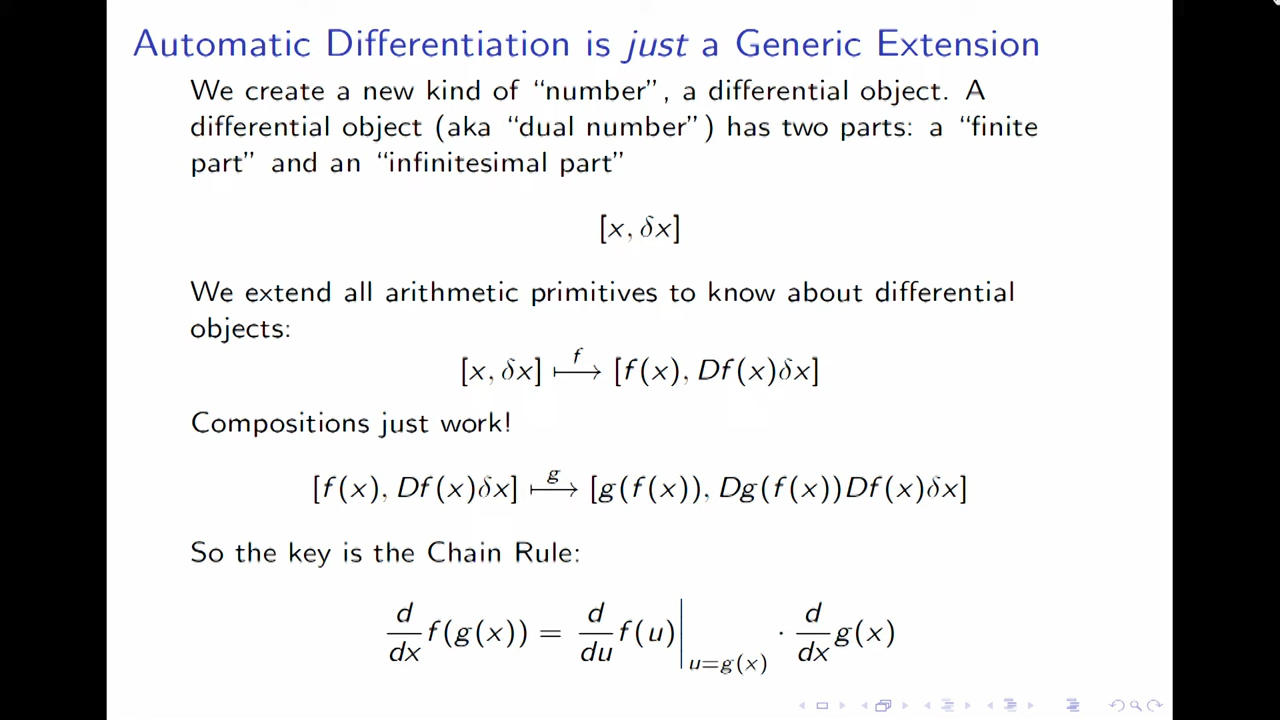 Automatic Differentiation is just a Generic Extension
We create a new kind of “number”, a differential object. A
differential object (aka “dual number”) has two parts: a “finite
part” and an “infinitesimal part”
[x, δx]
We extend all arithmetic primitives to know about differential
objects:
[x, δx] ⟼^f [f(x), Df(x)δx]
Compositions just work!
[f(x), Df(x)δx] ⟼^g [g(f(x)), Dg(f(x))Df(x)δx]
So the key is the Chain Rule:
d/dx f(g(x)) = d/du f(u)|_{u=g(x)} · d/dx g(x)